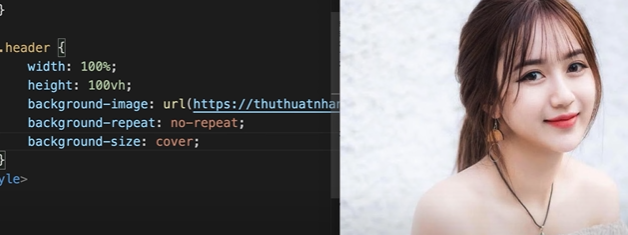 }
.header {
width: 100%;
height: 100vh;
background-image: url(https://thuthuatnhan
background-repeat: no-repeat;
background-size: cover;
}
yle>